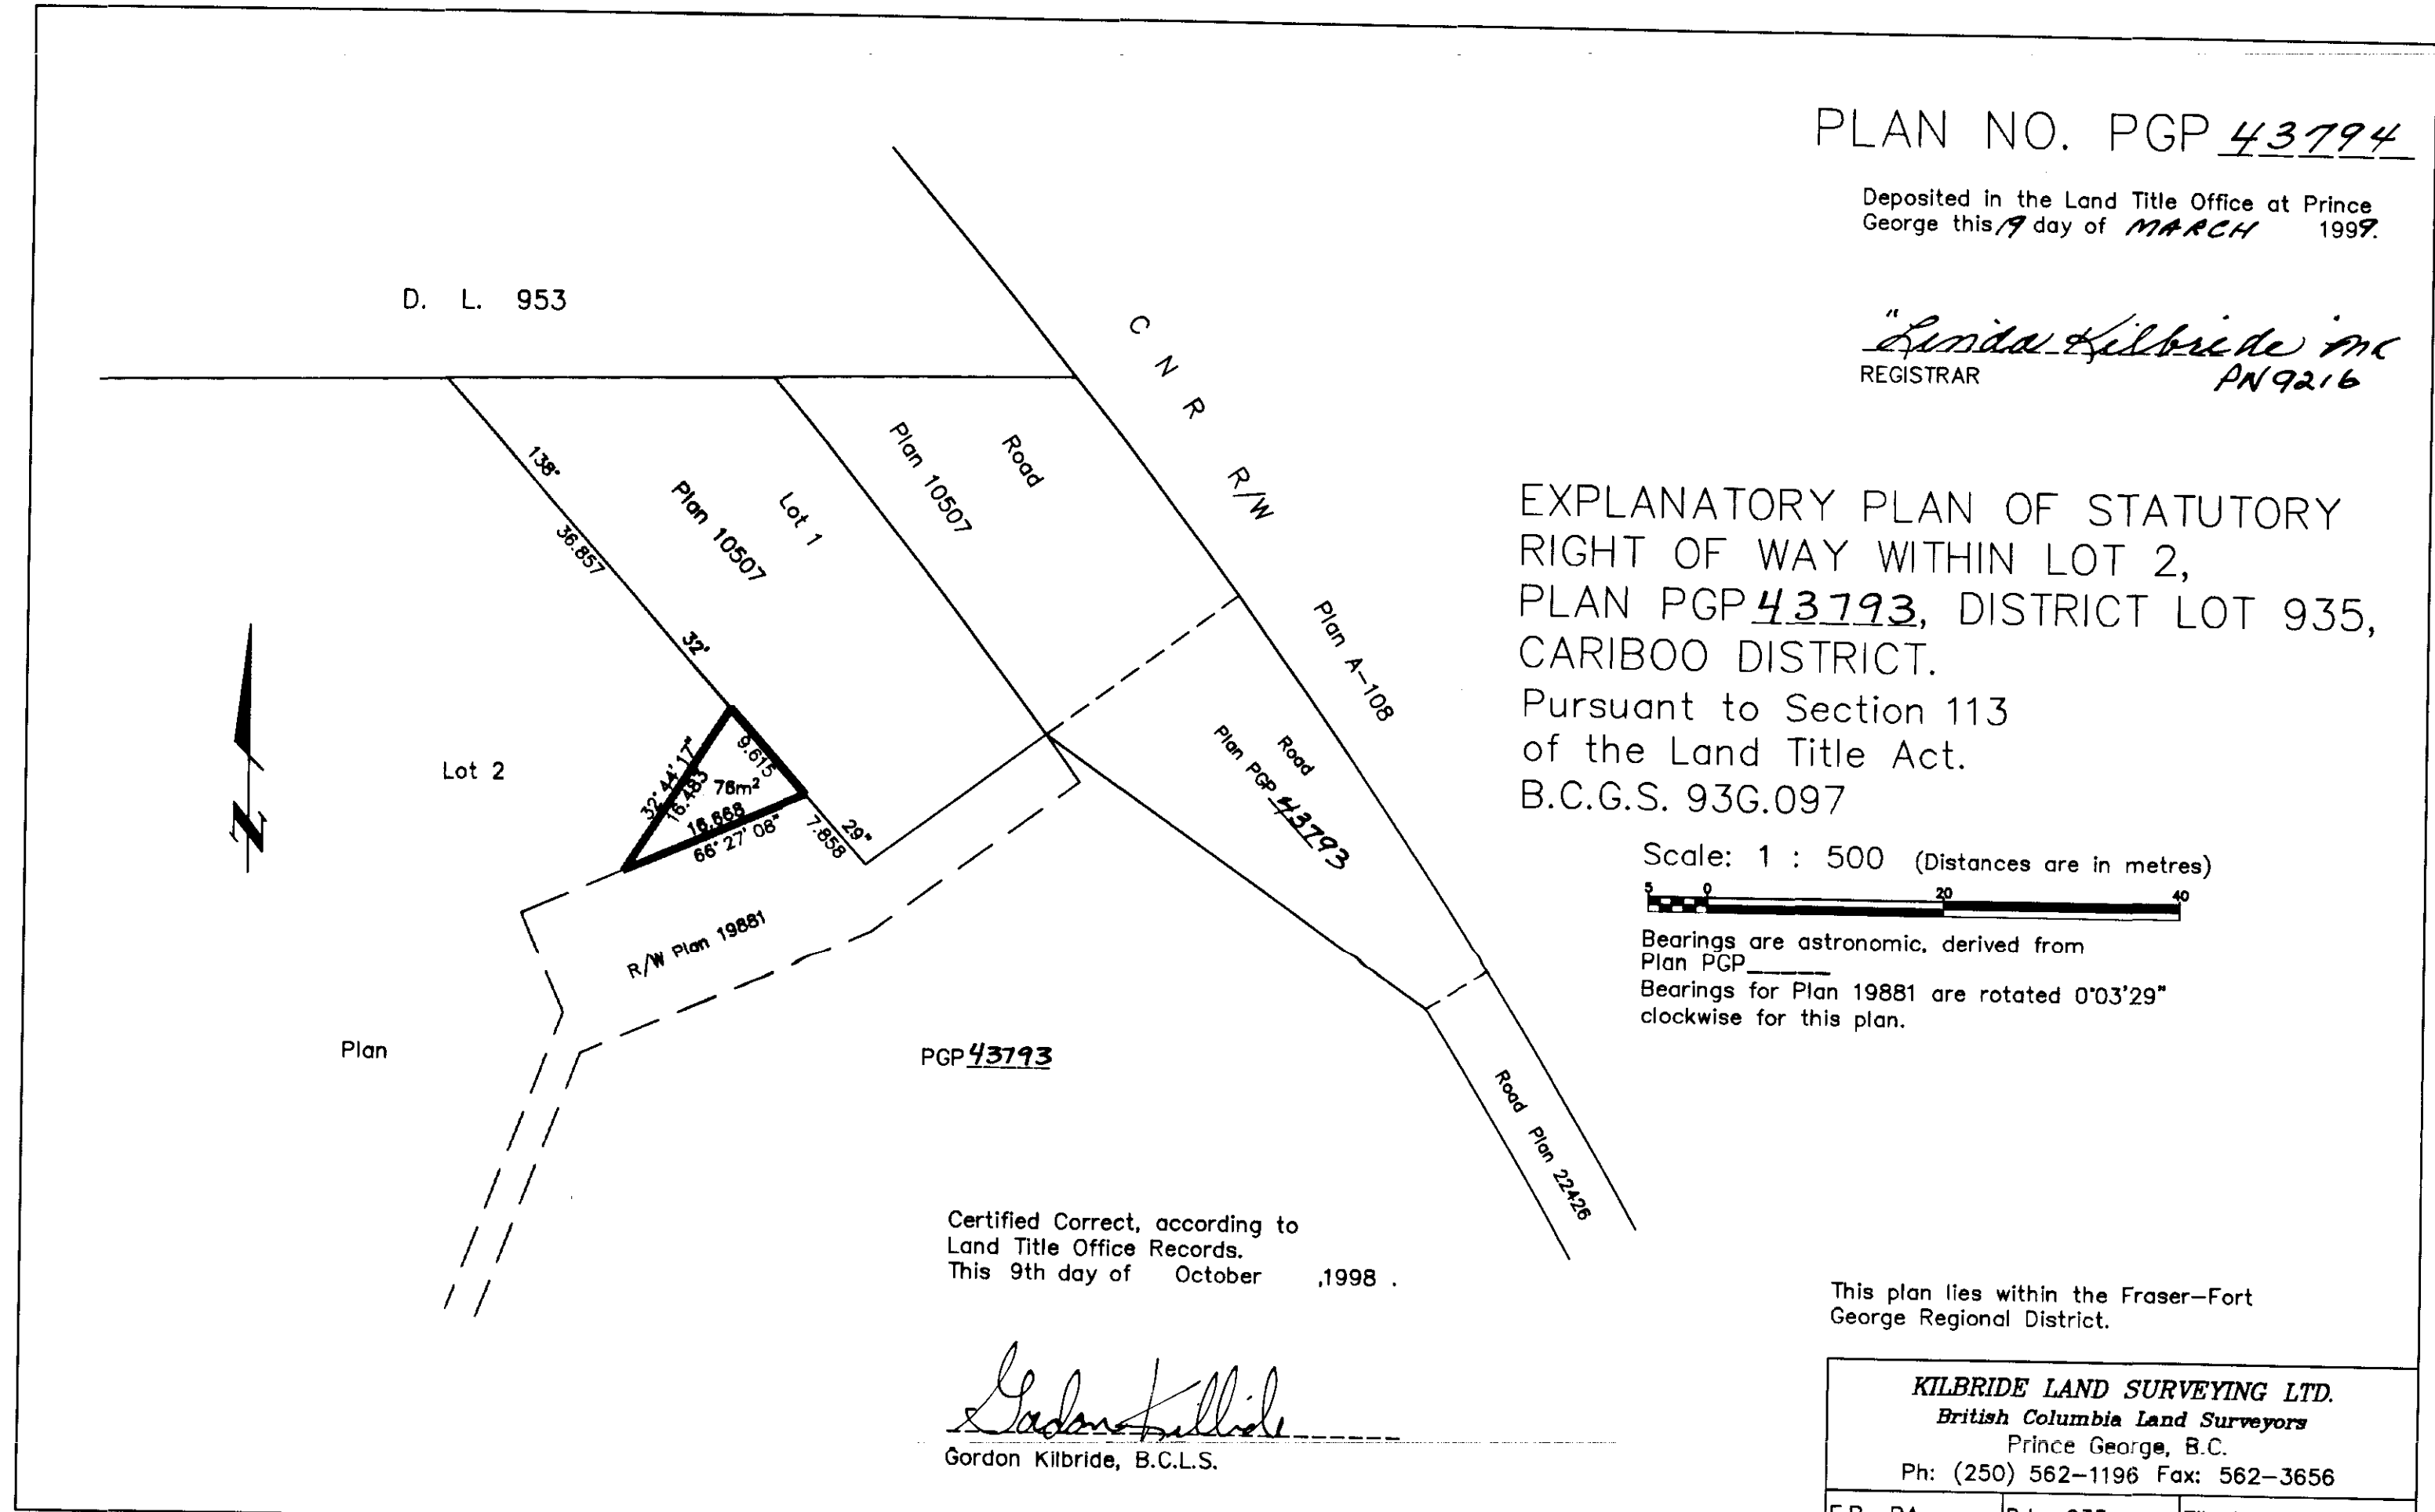 PLAN NO. PGP 43794
Deposited in the Land Title Office at Prince
George this 19 day of MARCH 1999.
"Linda Kilbride"
REGISTRAR
PN 9216
D. L. 953
C N R R/W
Plan A-108
Road
Plan 10507
Lot 1
Plan 10507
138°
36.857
32'
9.615
32°44'17"
16.483
76m²
16.668
66°27'08"
7.858
29"
Lot 2
N
R/W Plan 19881
Plan
PGP 43793
Road
Plan PGP 43793
Road Plan 22426
EXPLANATORY PLAN OF STATUTORY
RIGHT OF WAY WITHIN LOT 2,
PLAN PGP 43793, DISTRICT LOT 935,
CARIBOO DISTRICT.
Pursuant to Section 113
of the Land Title Act.
B.C.G.S. 93G.097
Scale: 1 : 500 (Distances are in metres)
5 0 20 40
Bearings are astronomic, derived from
Plan PGP______
Bearings for Plan 19881 are rotated 0°03'29"
clockwise for this plan.
Certified Correct, according to
Land Title Office Records.
This 9th day of October ,1998 .
Gordon Kilbride
Gordon Kilbride, B.C.L.S.
This plan lies within the Fraser-Fort
George Regional District.
KILBRIDE LAND SURVEYING LTD.
British Columbia Land Surveyors
Prince George, B.C.
Ph: (250) 562-1196 Fax: 562-3656